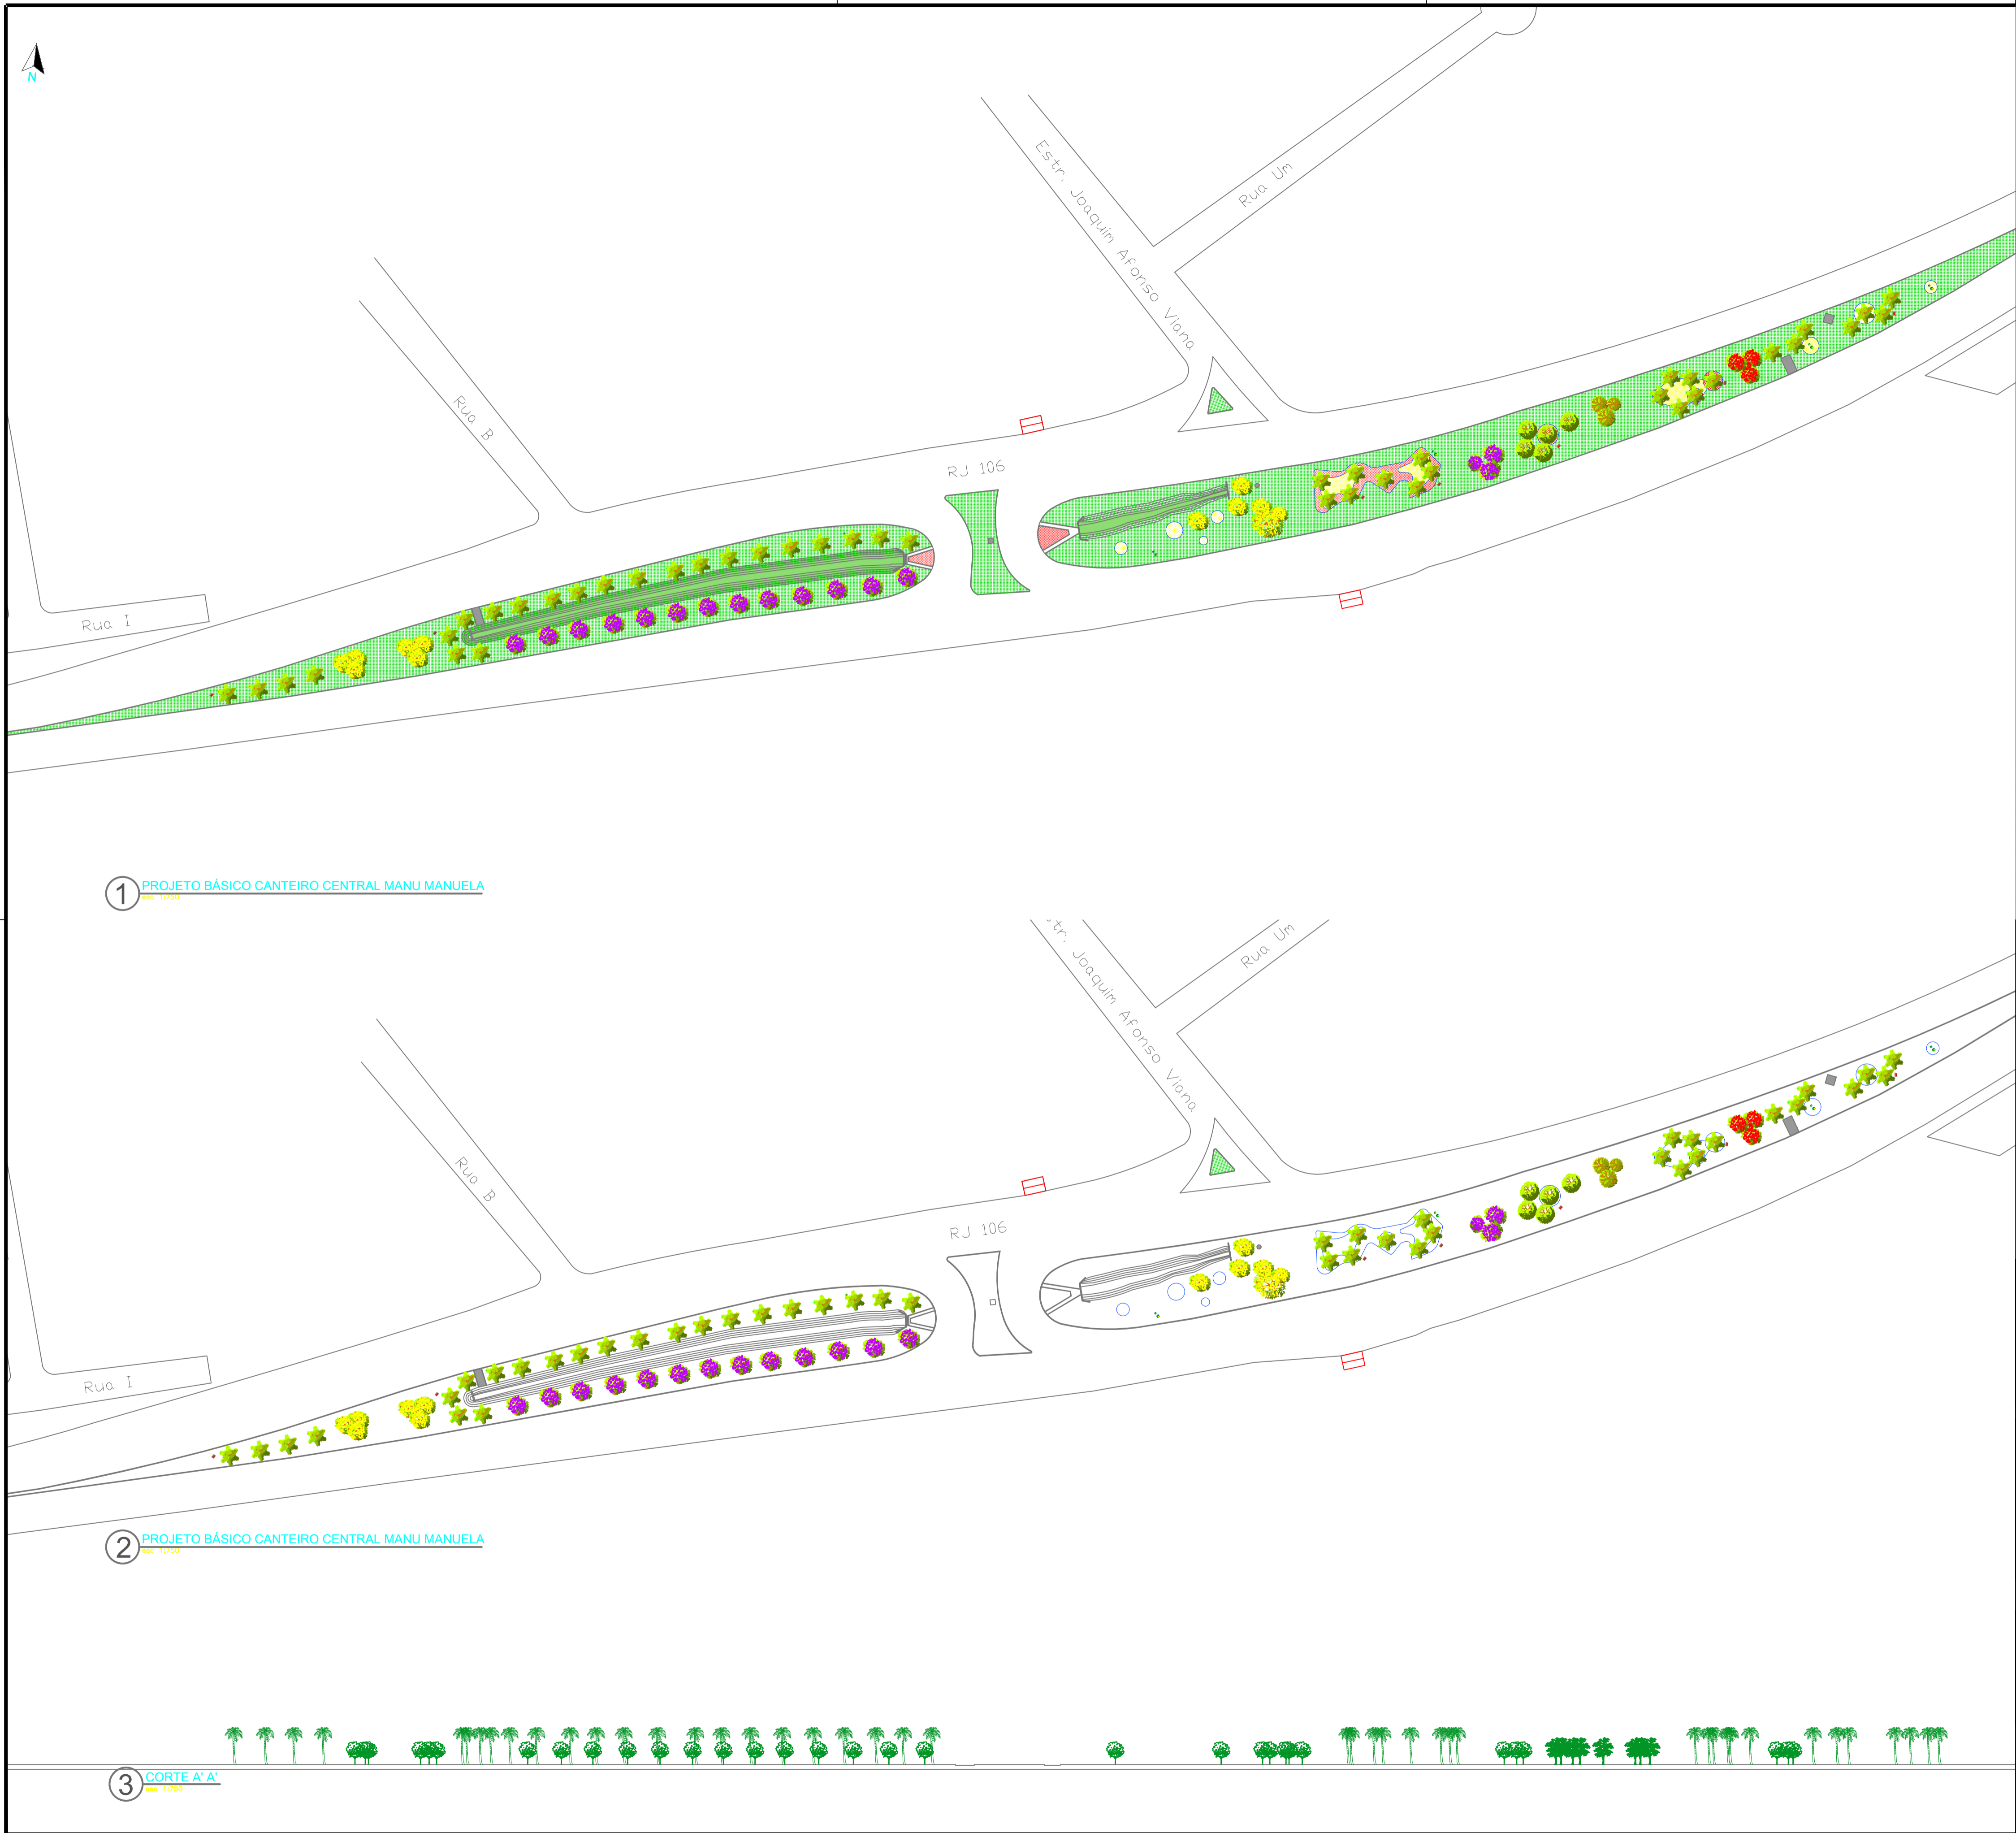 N
Estr. Joaquim Afonso Viana
Rua Um
Rua B
RJ 106
Rua I
1 PROJETO BÁSICO CANTEIRO CENTRAL MANU MANUELA
str. Joaquim Afonso Viana
Rua Um
Rua B
RJ 106
Rua I
2 PROJETO BÁSICO CANTEIRO CENTRAL MANU MANUELA
3 CORTE A' A'